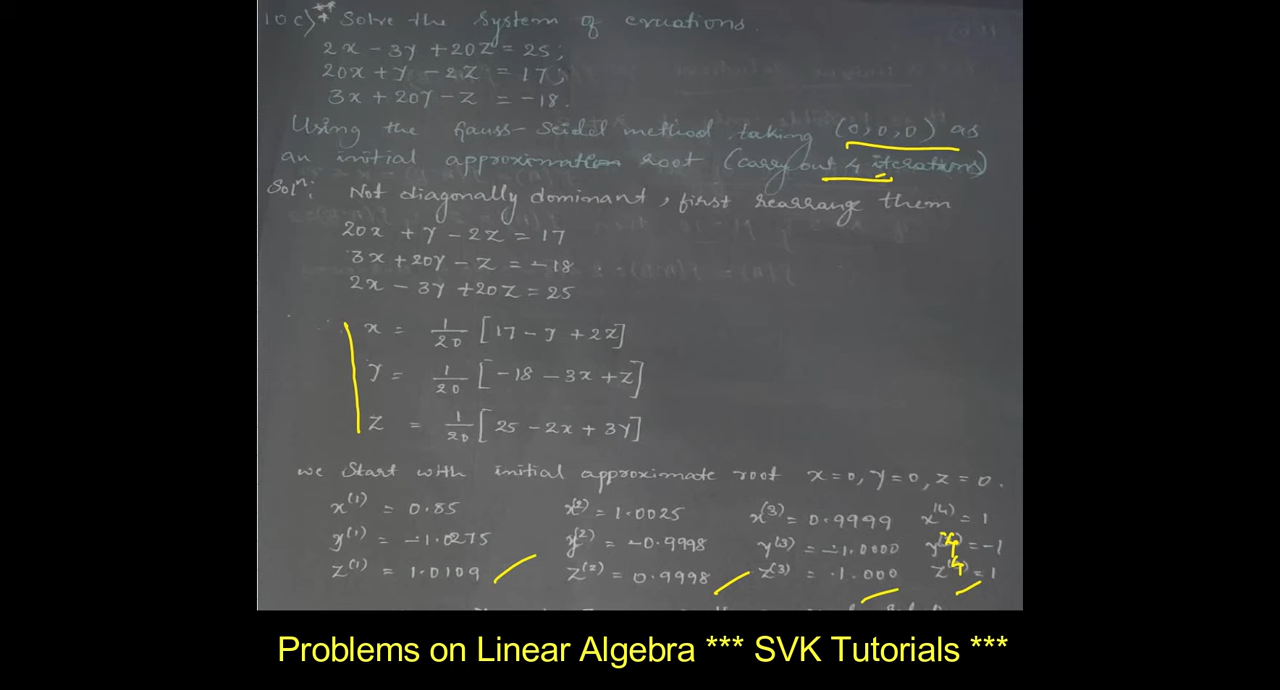 10 c) ** Solve the system of equations.
2x - 3y + 20z = 25;
20x + y - 2z = 17;
3x + 20y - z = -18.
Using the Gauss-Seidel method taking (0,0,0) as
an initial approximation root (carry out 4 iterations)
Solⁿ: Not diagonally dominant, first rearrange them
20x + y - 2z = 17
3x + 20y - z = -18
2x - 3y + 20z = 25
x = 1/20 [17 - y + 2z]
y = 1/20 [-18 - 3x + z]
z = 1/20 [25 - 2x + 3y]
we start with initial approximate root x=0, y=0, z=0.
x⁽¹⁾ = 0.85 x⁽²⁾ = 1.0025 x⁽³⁾ = 0.9999 x⁽⁴⁾ = 1
y⁽¹⁾ = -1.0275 y⁽²⁾ = -0.9998 y⁽³⁾ = -1.0000 y⁽⁴⁾ = -1
z⁽¹⁾ = 1.0109 z⁽²⁾ = 0.9998 z⁽³⁾ = 1.000 z⁽⁴⁾ = 1
Problems on Linear Algebra *** SVK Tutorials ***